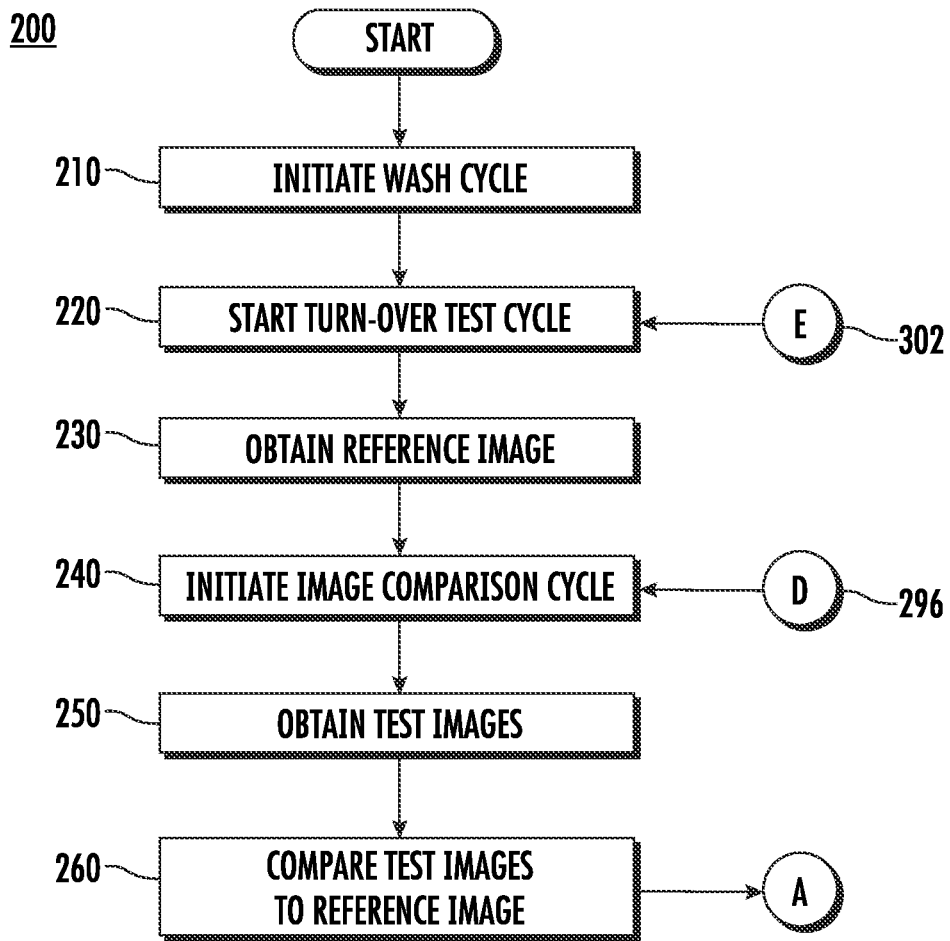 200
START
210
INITIATE WASH CYCLE
220
START TURN-OVER TEST CYCLE
E
302
230
OBTAIN REFERENCE IMAGE
240
INITIATE IMAGE COMPARISON CYCLE
D
296
250
OBTAIN TEST IMAGES
260
COMPARE TEST IMAGES
TO REFERENCE IMAGE
A